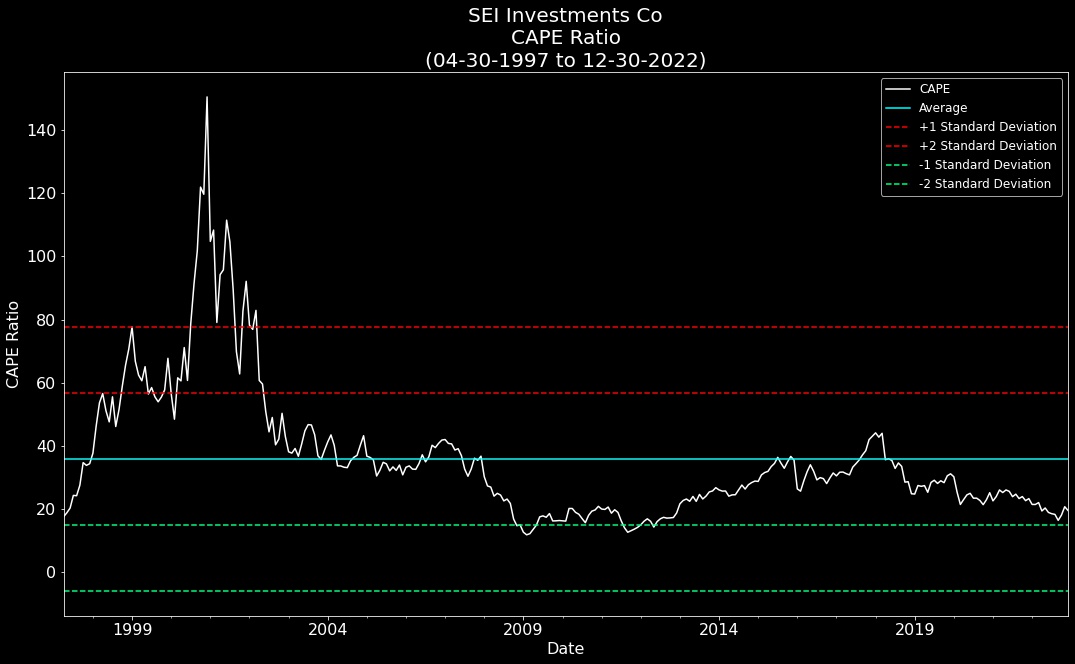 SEI Investments Co
CAPE Ratio
(04-30-1997 to 12-30-2022)
CAPE
Average
+1 Standard Deviation
+2 Standard Deviation
-1 Standard Deviation
-2 Standard Deviation
CAPE Ratio
140
120
100
80
60
40
20
0
1999
2004
2009
2014
2019
Date